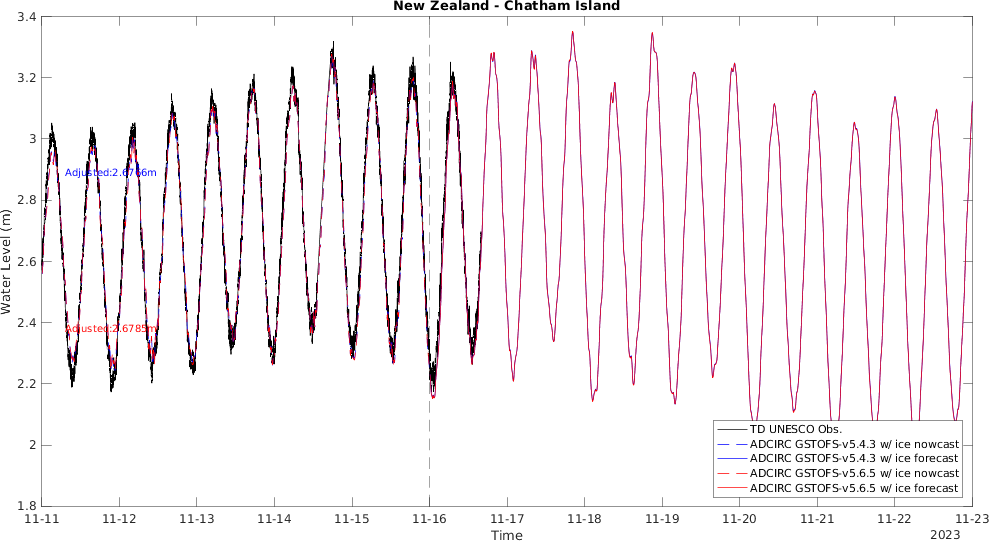 New Zealand - Chatham Island
3.4
3.2
3
2.8
2.6
2.4
2.2
2
1.8
Water Level (m)
Adjusted:2.6766m
Adjusted:2.6785m
TD UNESCO Obs.
ADCIRC GSTOFS-v5.4.3 w/ ice nowcast
ADCIRC GSTOFS-v5.4.3 w/ ice forecast
ADCIRC GSTOFS-v5.6.5 w/ ice nowcast
ADCIRC GSTOFS-v5.6.5 w/ ice forecast
11-11 11-12 11-13 11-14 11-15 11-16 11-17 11-18 11-19 11-20 11-21 11-22 11-23
Time
2023